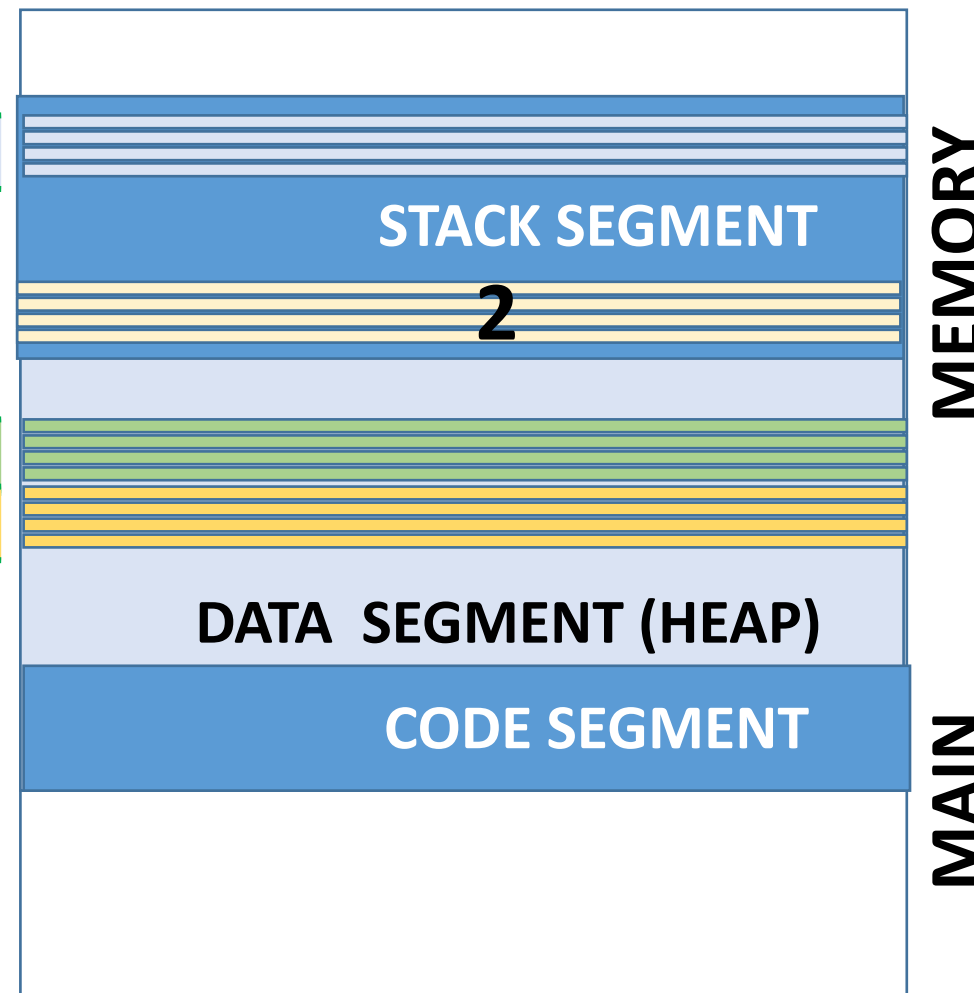 STACK SEGMENT
2
DATA SEGMENT (HEAP)
CODE SEGMENT
MAIN MEMORY